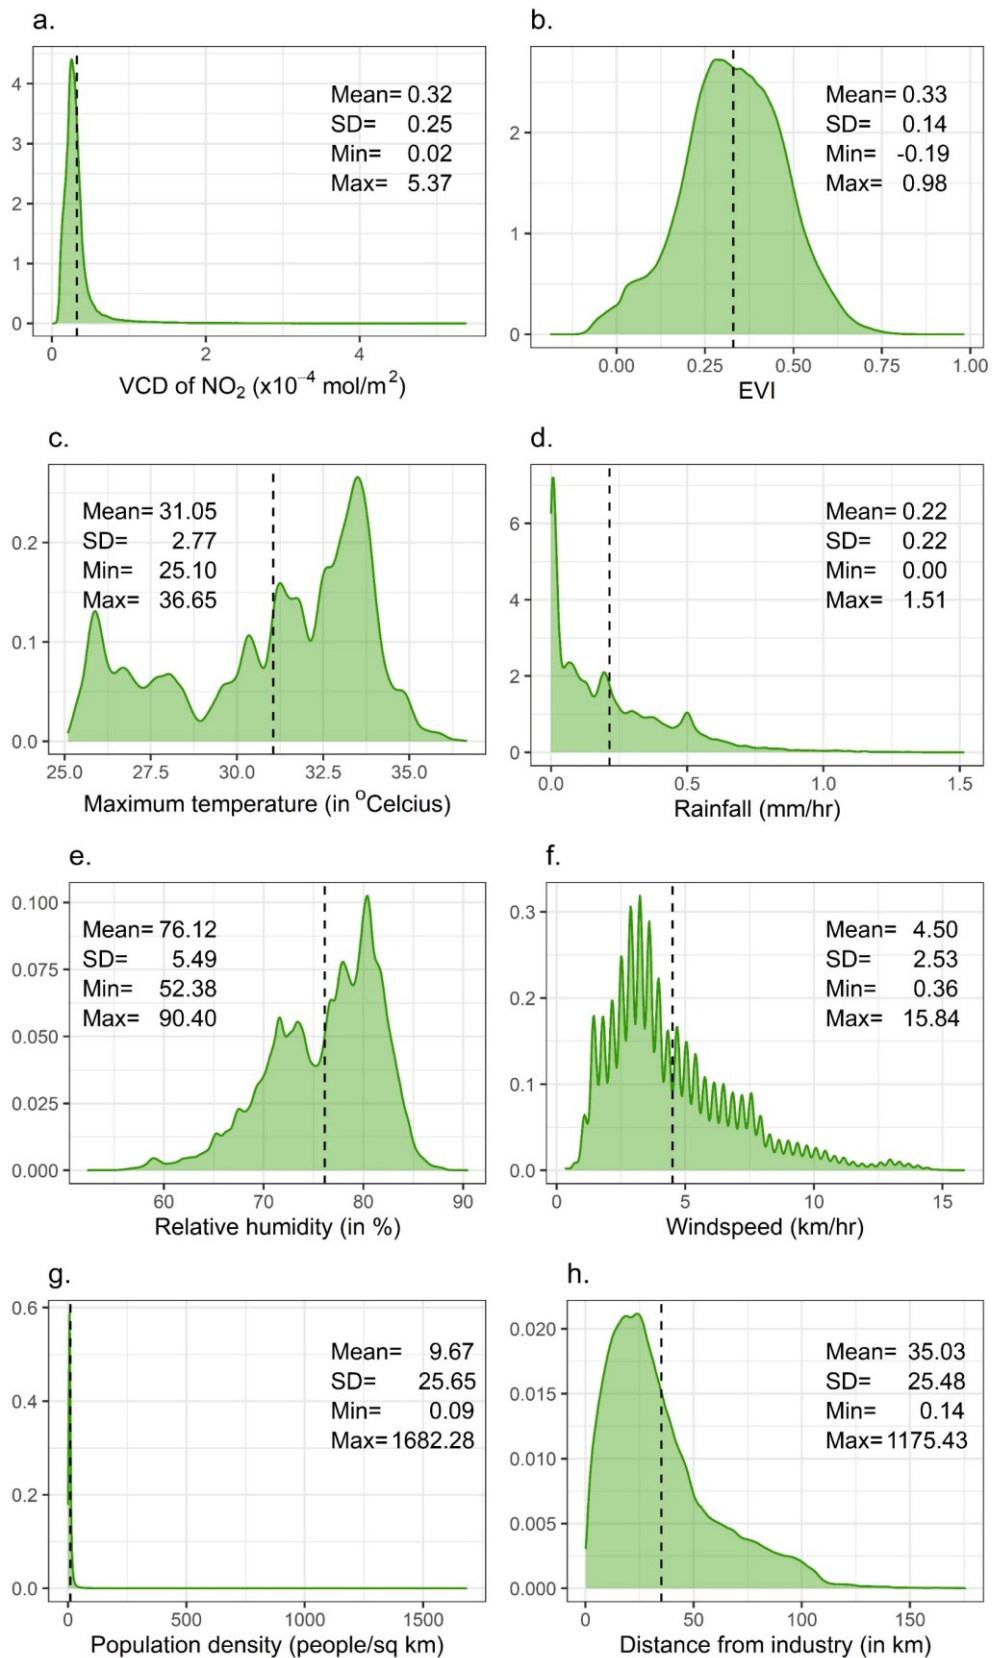 a.
Mean= 0.32
SD= 0.25
Min= 0.02
Max= 5.37
4
3
2
1
0
0 2 4
VCD of NO₂ (x10⁻⁴ mol/m²)
b.
Mean= 0.33
SD= 0.14
Min= -0.19
Max= 0.98
2
1
0
0.00 0.25 0.50 0.75 1.00
EVI
c.
Mean= 31.05
SD= 2.77
Min= 25.10
Max= 36.65
0.2
0.1
0.0
25.0 27.5 30.0 32.5 35.0
Maximum temperature (in ᵒCelcius)
d.
Mean= 0.22
SD= 0.22
Min= 0.00
Max= 1.51
6
4
2
0
0.0 0.5 1.0 1.5
Rainfall (mm/hr)
e.
Mean= 76.12
SD= 5.49
Min= 52.38
Max= 90.40
0.100
0.075
0.050
0.025
0.000
60 70 80 90
Relative humidity (in %)
f.
Mean= 4.50
SD= 2.53
Min= 0.36
Max= 15.84
0.3
0.2
0.1
0.0
0 5 10 15
Windspeed (km/hr)
g.
Mean= 9.67
SD= 25.65
Min= 0.09
Max= 1682.28
0.6
0.4
0.2
0.0
0 500 1000 1500
Population density (people/sq km)
h.
Mean= 35.03
SD= 25.48
Min= 0.14
Max= 1175.43
0.020
0.015
0.010
0.005
0.000
0 50 100 150
Distance from industry (in km)